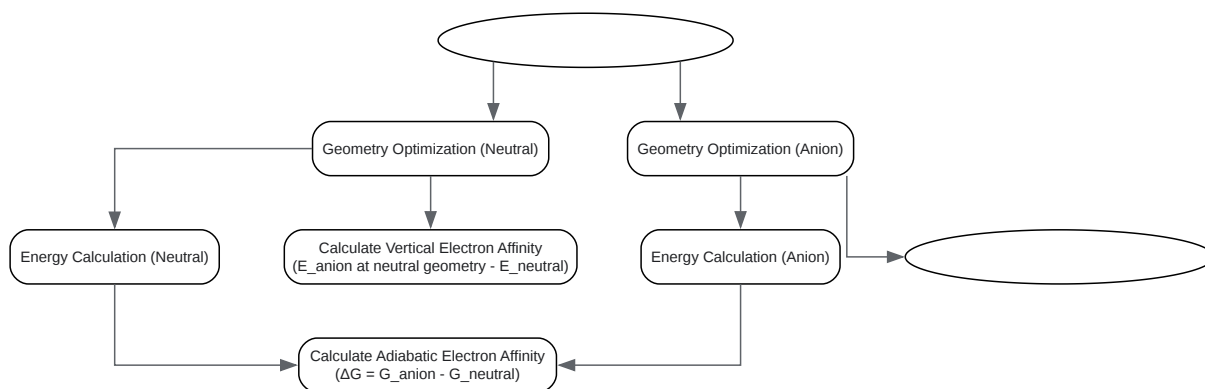 Geometry Optimization (Neutral)
Geometry Optimization (Anion)
Energy Calculation (Neutral)
Calculate Vertical Electron Affinity
(E_anion at neutral geometry - E_neutral)
Energy Calculation (Anion)
Calculate Adiabatic Electron Affinity
(ΔG = G_anion - G_neutral)